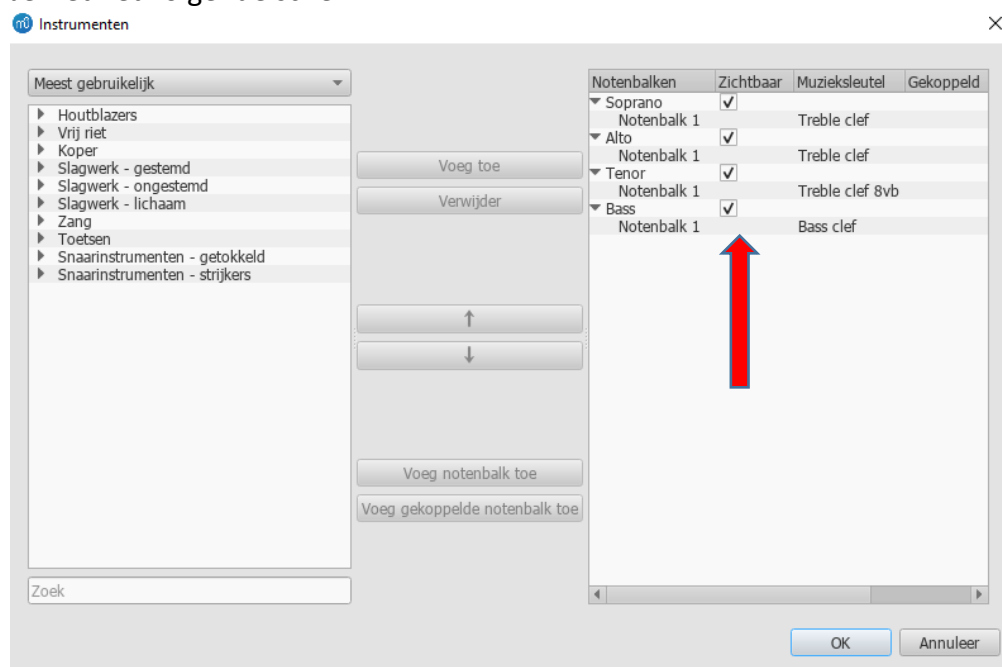 Instrumenten
Meest gebruikelijk
Houtblazers
Vrij riet
Koper
Slagwerk - gestemd
Slagwerk - ongestemd
Slagwerk - lichaam
Zang
Toetsen
Snaarinstrumenten - getokkeld
Snaarinstrumenten - strijkers
Zoek
Voeg toe
Verwijder
Voeg notenbalk toe
Voeg gekoppelde notenbalk toe
Notenbalken Zichtbaar Muzieksleutel Gekoppeld
Soprano
Notenbalk 1 Treble clef
Alto
Notenbalk 1 Treble clef
Tenor
Notenbalk 1 Treble clef 8vb
Bass
Notenbalk 1 Bass clef
OK Annuleer